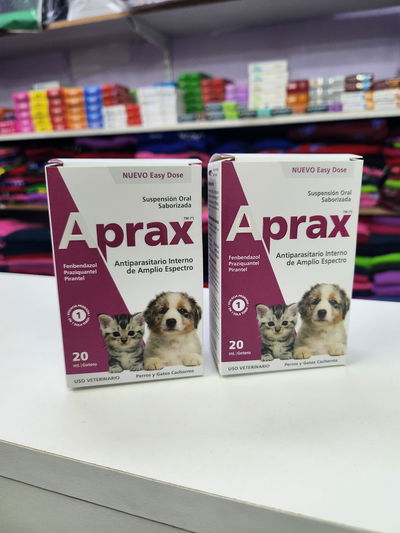 NUEVO Easy Dose
Suspensión Oral
Saborizada
Aprax
Antiparasitario Interno
de Amplio Espectro
Fenbendazol
Praziquantel
Pirantel
1
20
mL |Gotero
USO VETERINARIO
Perros y Gatos Cachorros
NUEVO Easy Dose
Suspensión Oral
Saborizada
Aprax
Antiparasitario Interno
de Amplio Espectro
Fenbendazol
Praziquantel
Pirantel
1
20
mL |Gotero
USO VETERINARIO
Perros y Gatos Cachorros